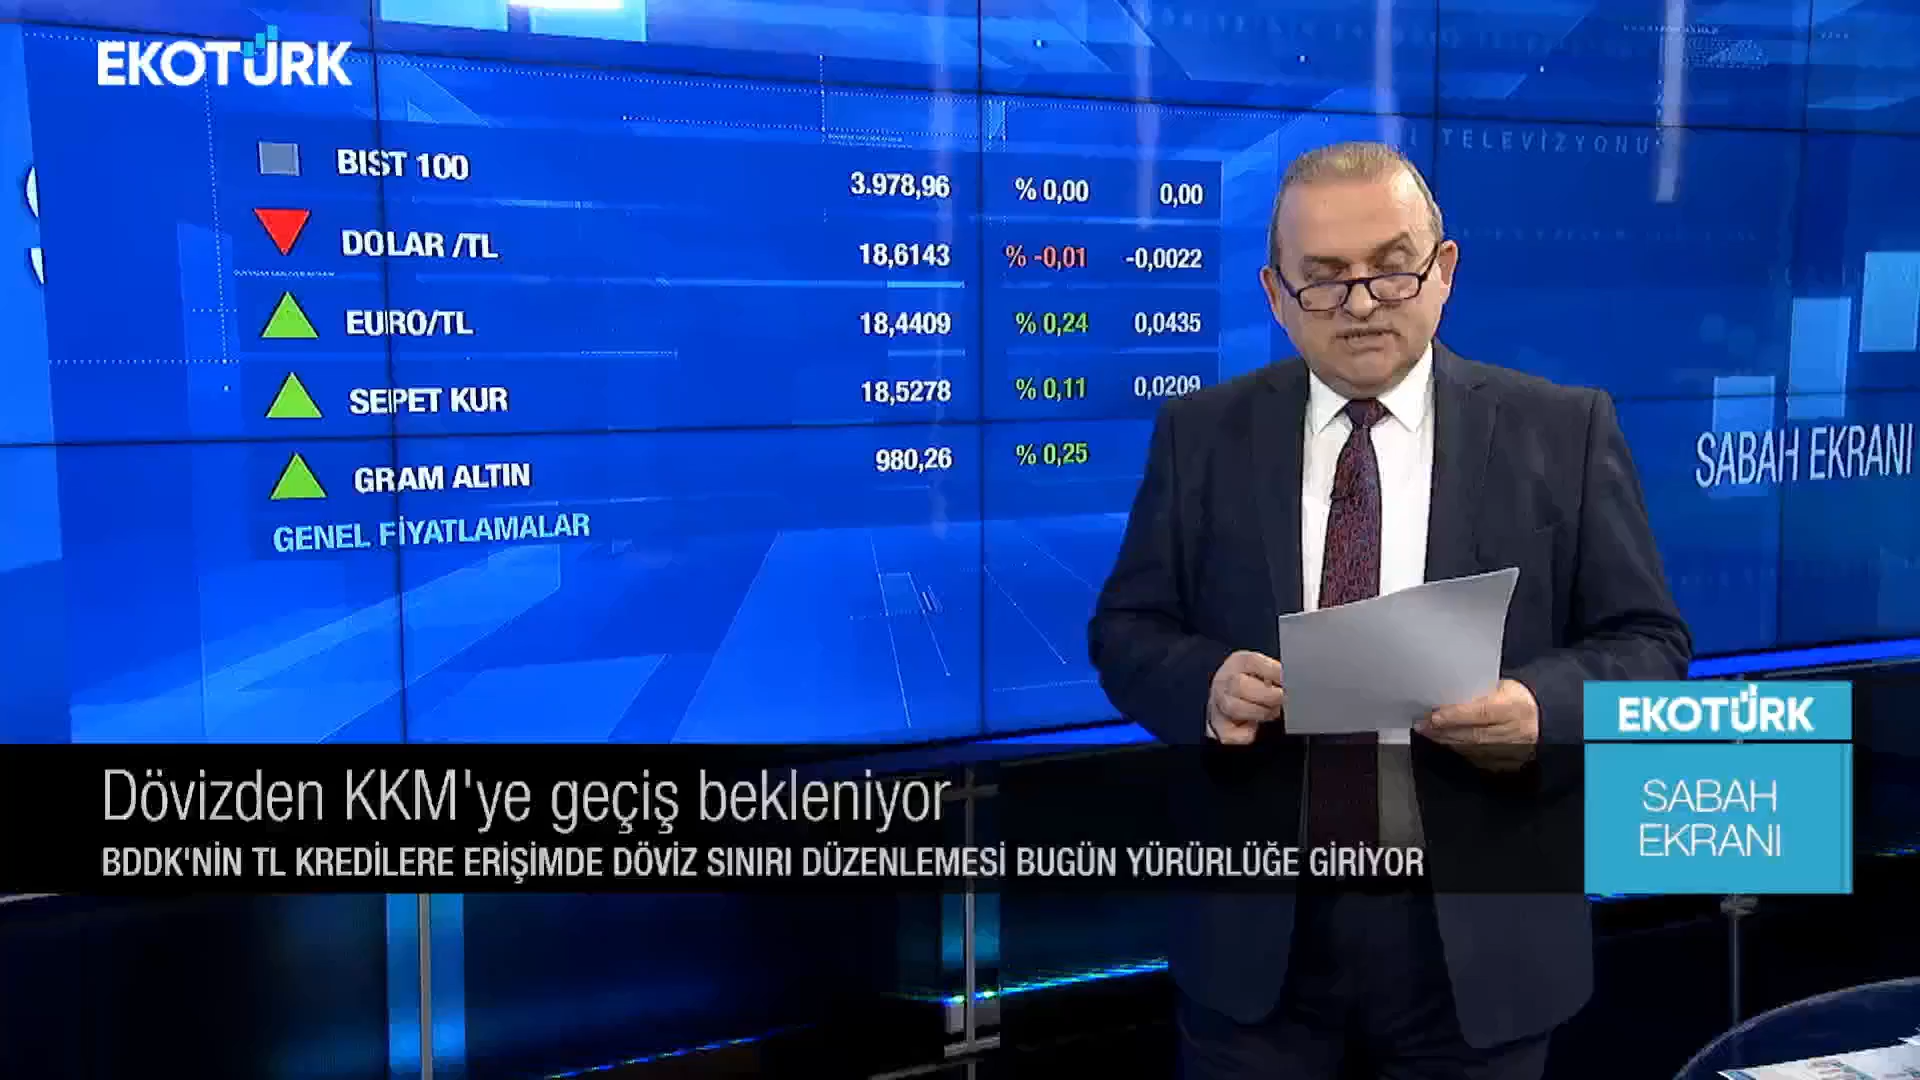 EKOTÜRK
İ TELEVİZYONU
BIST 100 3.978,96 % 0,00 0,00
DOLAR /TL 18,6143 % -0,01 -0,0022
EURO/TL 18,4409 % 0,24 0,0435
SEPET KUR 18,5278 % 0,11 0,0209
GRAM ALTIN 980,26 % 0,25
GENEL FİYATLAMALAR
SABAH EKRANI
EKOTÜRK
SABAH
EKRANI
Dövizden KKM'ye geçiş bekleniyor
BDDK'NİN TL KREDİLERE ERİŞİMDE DÖVİZ SINIRI DÜZENLEMESİ BUGÜN YÜRÜRLÜĞE GİRİYOR